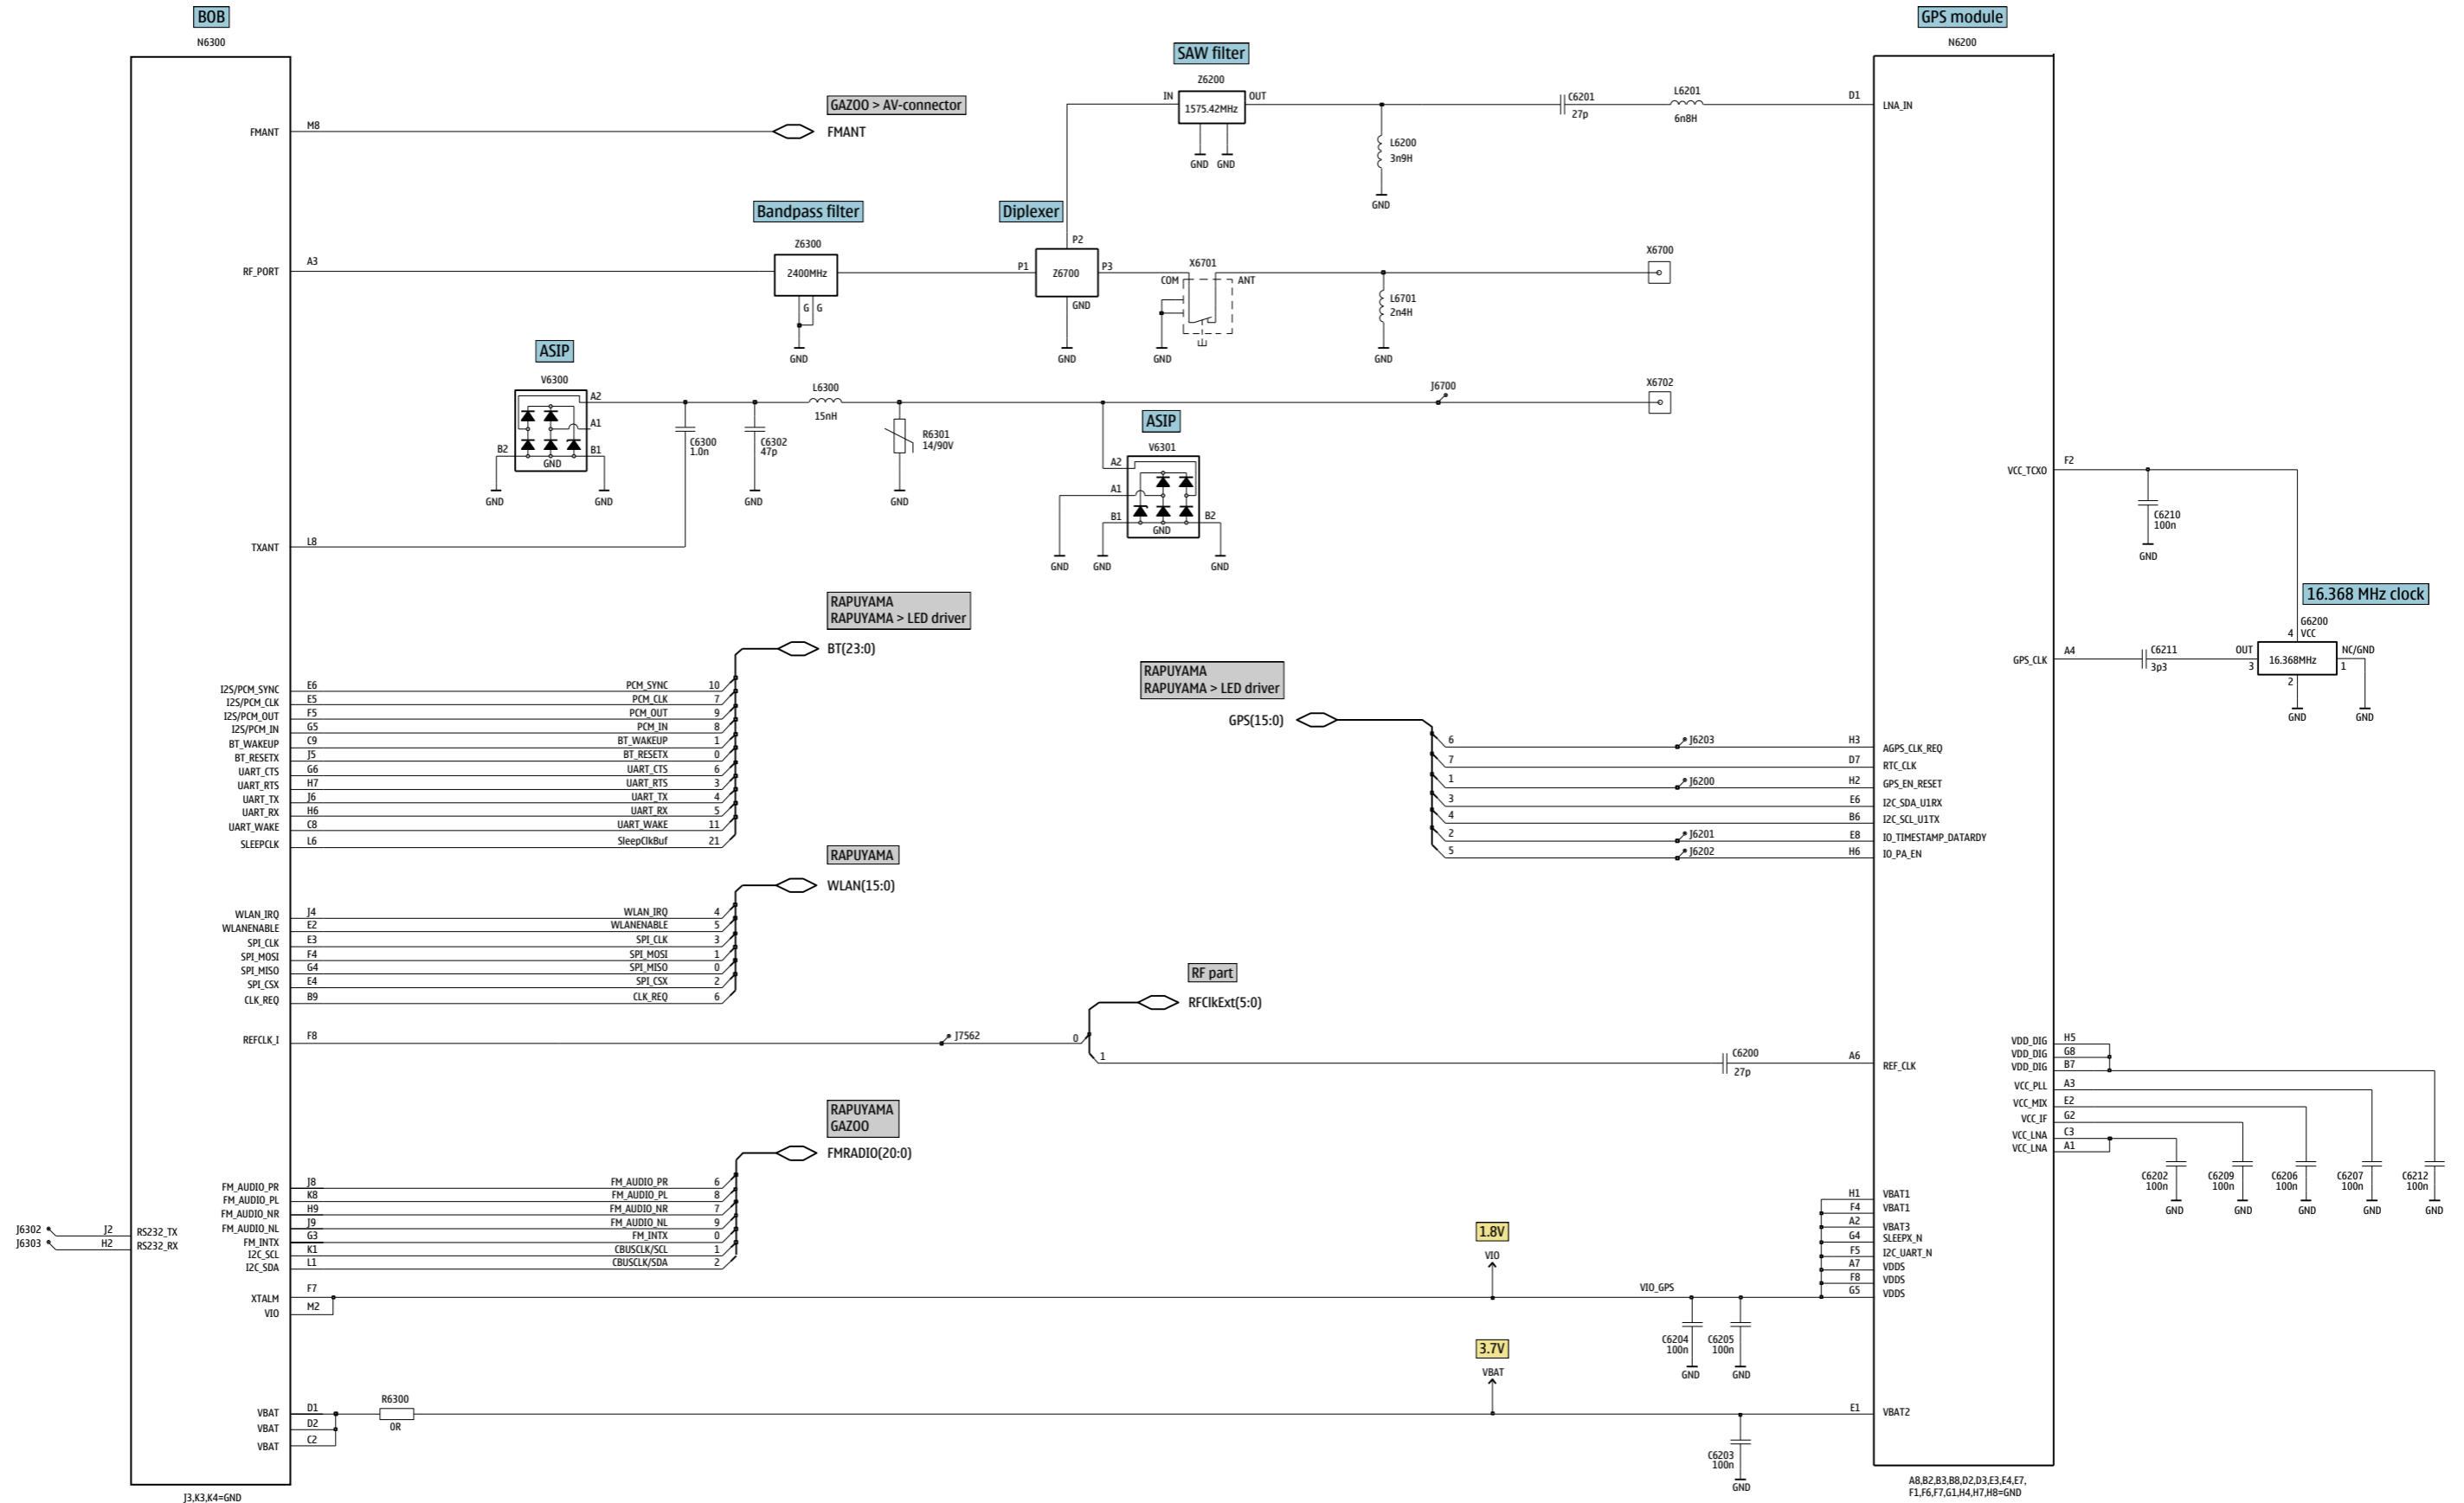 BOB
N6300
GPS module
N6200
SAW filter
Z6200
IN
1575.42MHz
OUT
GND GND
C6201
27p
L6201
6n8H
D1
LNA_IN
L6200
3n9H
GND
GAZOO > AV-connector
FMANT
M8
FMANT
Bandpass filter
Z6300
2400MHz
G G
GND
Diplexer
P2
P1
Z6700
P3
GND
GND
X6701
COM
ANT
GND
L6701
2n4H
GND
X6700
RF_PORT
A3
ASIP
V6300
A2
A1
B2
B1
GND
GND
GND
C6300
1.0n
C6302
47p
GND
L6300
15nH
R6301
14/90V
GND
J6700
X6702
ASIP
V6301
A2
A1
B1
B2
GND
GND
GND
GND
TXANT
L8
VCC_TCXO
F2
C6210
100n
GND
16.368 MHz clock
G6200
4 VCC
OUT
3
16.368MHz
NC/GND
1
2
GND
GND
GPS_CLK
A4
C6211
3p3
RAPUYAMA
RAPUYAMA > LED driver
BT(23:0)
I2S/PCM_SYNC E6 PCM_SYNC 10
I2S/PCM_CLK E5 PCM_CLK 7
I2S/PCM_OUT F5 PCM_OUT 9
I2S/PCM_IN G5 PCM_IN 8
BT_WAKEUP C9 BT_WAKEUP 1
BT_RESETX J5 BT_RESETX 0
UART_CTS G6 UART_CTS 6
UART_RTS H7 UART_RTS 3
UART_TX J6 UART_TX 4
UART_RX H6 UART_RX 5
UART_WAKE C8 UART_WAKE 11
SLEEPCLK L6 SleepClkBuf 21
RAPUYAMA
RAPUYAMA > LED driver
GPS(15:0)
6 J6203 H3 AGPS_CLK_REQ
7 D7 RTC_CLK
1 J6200 H2 GPS_EN_RESET
3 E6 I2C_SDA_U1RX
4 B6 I2C_SCL_U1TX
2 J6201 E8 IO_TIMESTAMP_DATARDY
5 J6202 H6 IO_PA_EN
RAPUYAMA
WLAN(15:0)
WLAN_IRQ J4 WLAN_IRQ 4
WLANENABLE E2 WLANENABLE 5
SPI_CLK E3 SPI_CLK 3
SPI_MOSI F4 SPI_MOSI 1
SPI_MISO G4 SPI_MISO 0
SPI_CSX E4 SPI_CSX 2
CLK_REQ B9 CLK_REQ 6
RF part
RFClkExt(5:0)
REFCLK_I F8 J7562 0
1
C6200
27p
A6 REF_CLK
VDD_DIG H5
VDD_DIG G8
VDD_DIG B7
VCC_PLL A3
VCC_MIX E2
VCC_IF G2
VCC_LNA C3
VCC_LNA A1
C6202
100n
GND
C6209
100n
GND
C6206
100n
GND
C6207
100n
GND
C6212
100n
GND
RAPUYAMA
GAZOO
FMRADIO(20:0)
FM_AUDIO_PR J8 FM_AUDIO_PR 6
FM_AUDIO_PL K8 FM_AUDIO_PL 8
FM_AUDIO_NR H9 FM_AUDIO_NR 7
FM_AUDIO_NL J9 FM_AUDIO_NL 9
FM_INTX G3 FM_INTX 0
I2C_SCL K1 CBUSCLK/SCL 1
I2C_SDA L1 CBUSCLK/SDA 2
J6302 J2 RS232_TX
J6303 H2 RS232_RX
XTALM F7
VIO M2
1.8V
VIO
VIO_GPS
H1 VBAT1
F4 VBAT1
A2 VBAT3
G4 SLEEPX_N
F5 I2C_UART_N
A7 VDDS
F8 VDDS
G5 VDDS
C6204
100n
GND
C6205
100n
GND
3.7V
VBAT
VBAT D1
VBAT D2
VBAT C2
R6300
0R
E1 VBAT2
C6203
100n
GND
J3,K3,K4=GND
A8,B2,B3,B8,D2,D3,E3,E4,E7,
F1,F6,F7,G1,H4,H7,H8=GND